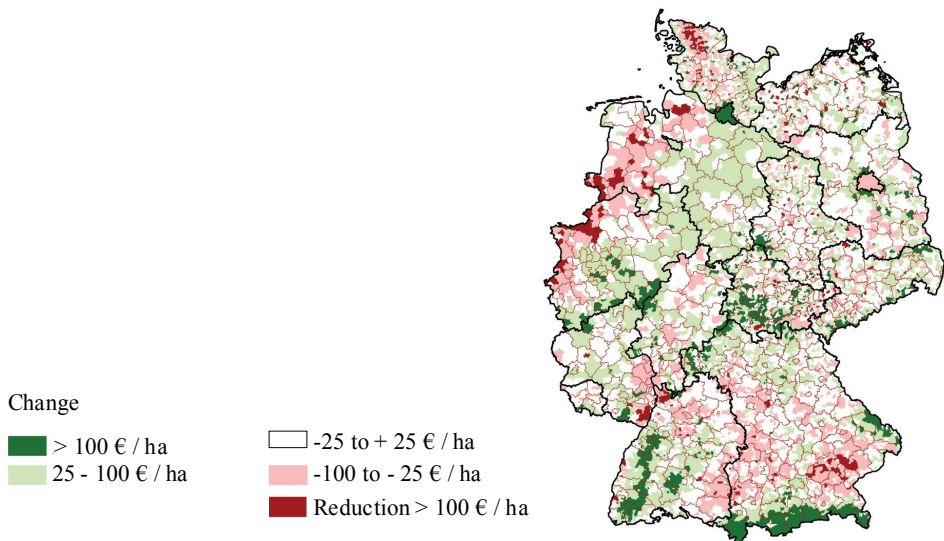 Change
> 100 € / ha
25 - 100 € / ha
-25 to + 25 € / ha
-100 to - 25 € / ha
Reduction > 100 € / ha